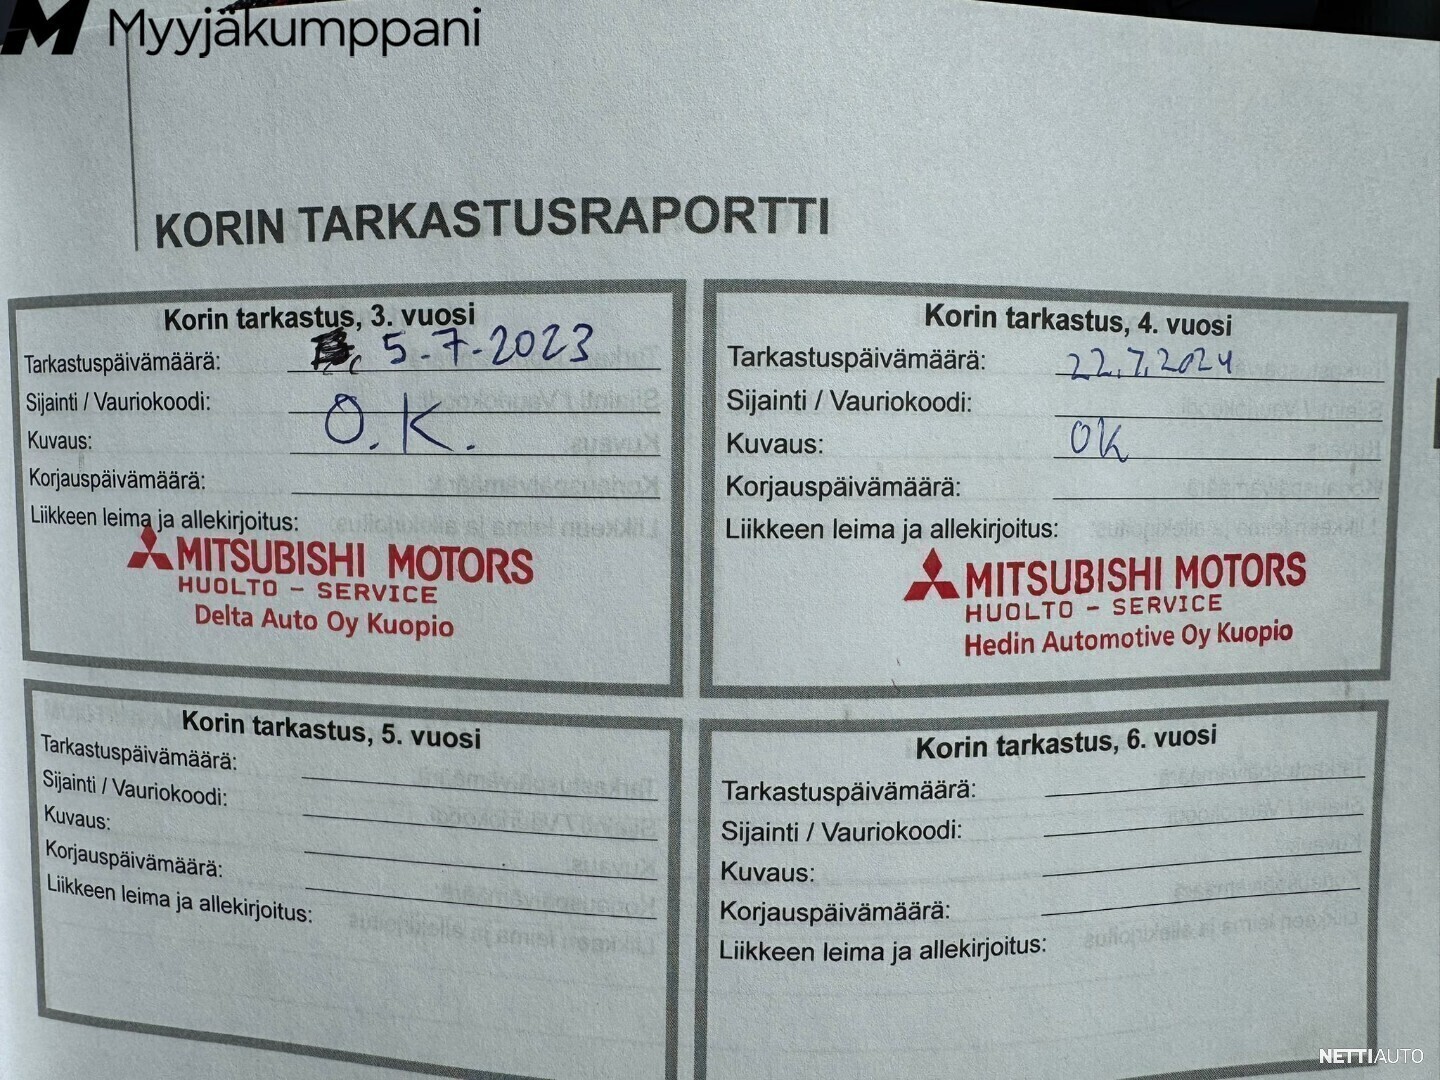 Myyjäkumppani
KORIN TARKASTUSRAPORTTI
Korin tarkastus, 3. vuosi
Tarkastuspäivämäärä: 5.7.2023
Sijainti / Vauriokoodi:
Kuvaus: O.K.
Korjauspäivämäärä:
Liikkeen leima ja allekirjoitus:
MITSUBISHI MOTORS
HUOLTO - SERVICE
Delta Auto Oy Kuopio
Korin tarkastus, 4. vuosi
Tarkastuspäivämäärä: 22.7.2024
Sijainti / Vauriokoodi:
Kuvaus: OK
Korjauspäivämäärä:
Liikkeen leima ja allekirjoitus:
MITSUBISHI MOTORS
HUOLTO - SERVICE
Hedin Automotive Oy Kuopio
Korin tarkastus, 5. vuosi
Tarkastuspäivämäärä:
Sijainti / Vauriokoodi:
Kuvaus:
Korjauspäivämäärä:
Liikkeen leima ja allekirjoitus:
Korin tarkastus, 6. vuosi
Tarkastuspäivämäärä:
Sijainti / Vauriokoodi:
Kuvaus:
Korjauspäivämäärä:
Liikkeen leima ja allekirjoitus:
NETTIAUTO